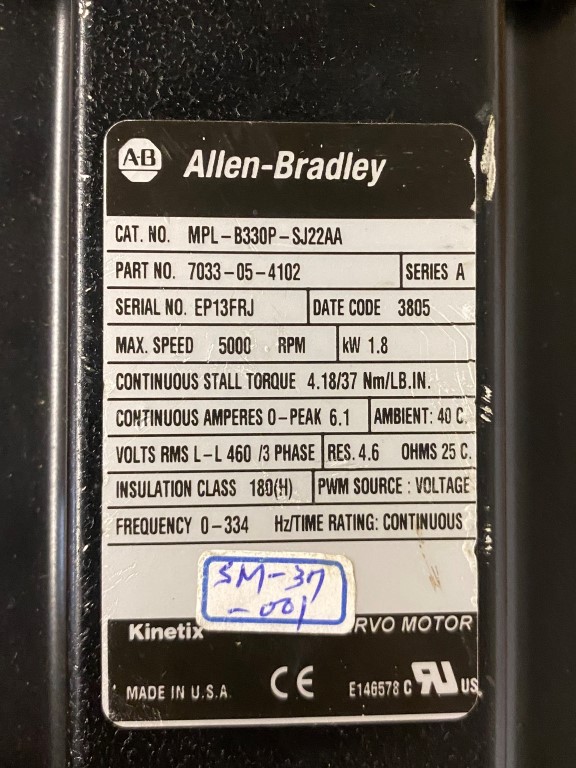 A·B Allen-Bradley
CAT. NO. MPL-B330P-SJ22AA
PART NO. 7033-05-4102 SERIES A
SERIAL NO. EP13FRJ DATE CODE 3805
MAX. SPEED 5000 RPM kW 1.8
CONTINUOUS STALL TORQUE 4.18/37 Nm/LB.IN.
CONTINUOUS AMPERES 0-PEAK 6.1 AMBIENT: 40 C.
VOLTS RMS L-L 460 /3 PHASE RES. 4.6 OHMS 25 C.
INSULATION CLASS 180(H) PWM SOURCE : VOLTAGE
FREQUENCY 0-334 Hz/TIME RATING: CONTINUOUS
SM-37
-001
Kinetix RVO MOTOR
MADE IN U.S.A. CE E146578 C RU US